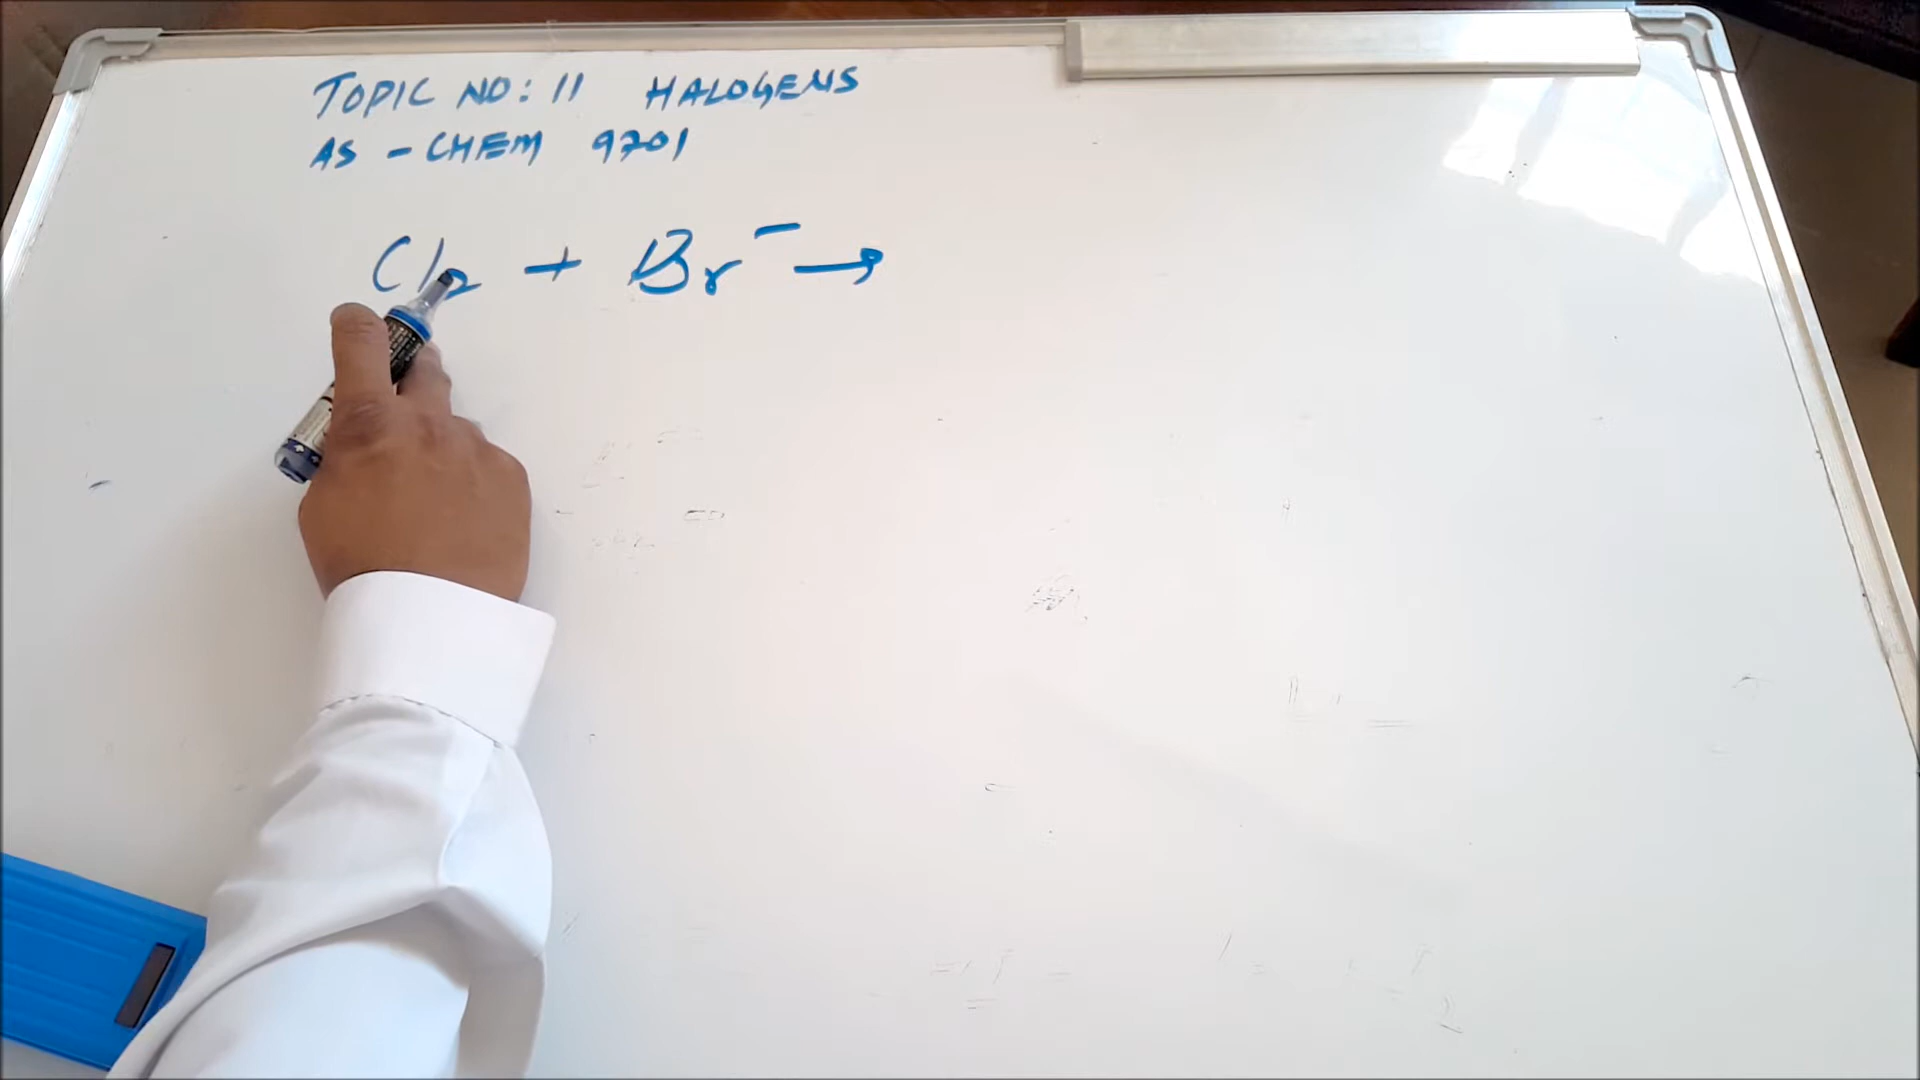 TOPIC NO: 11 HALOGENS
AS - CHEM 9701
Cl2 + Br⁻ →